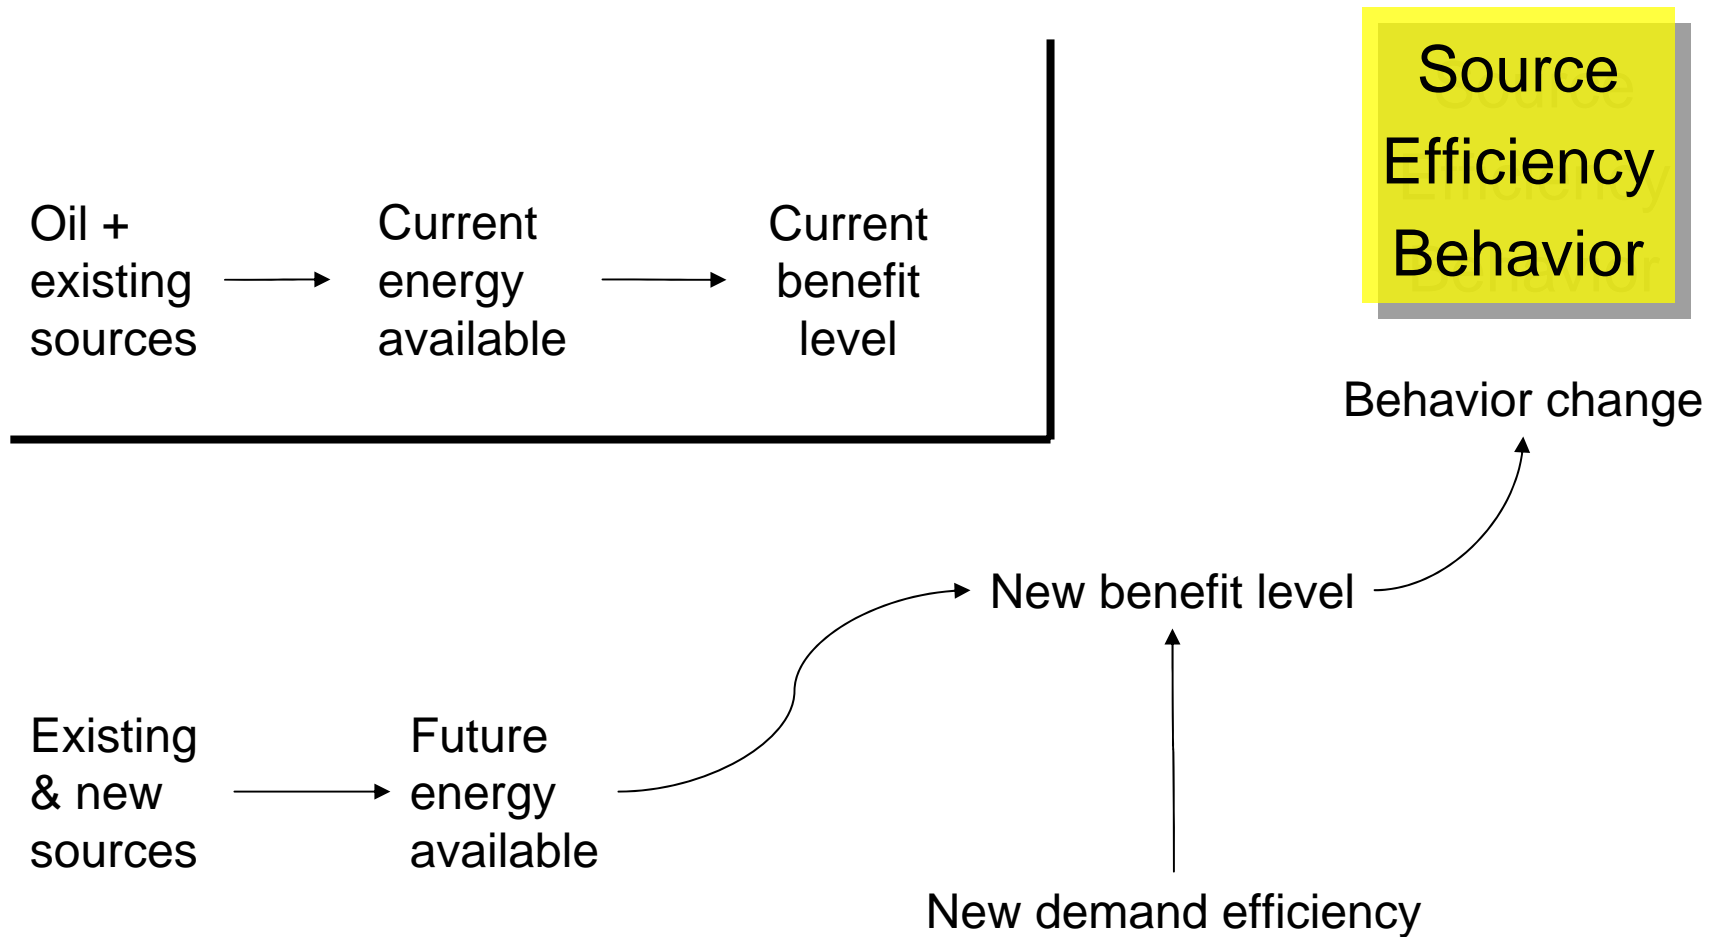 Source
Efficiency
Behavior
Oil +
existing
sources
Current
energy
available
Current
benefit
level
Behavior change
New benefit level
Existing
& new
sources
Future
energy
available
New demand efficiency